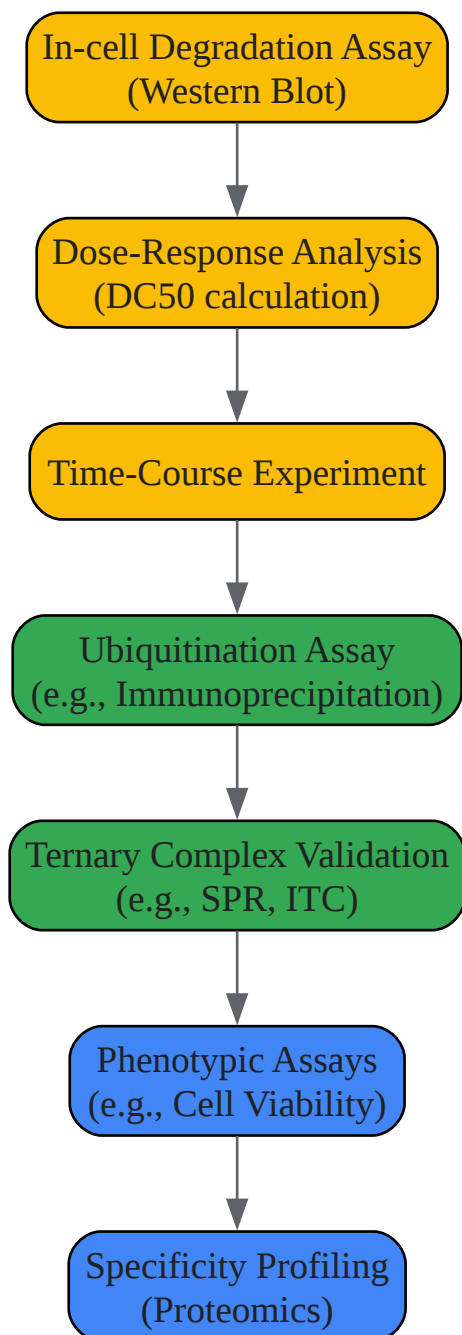 In-cell Degradation Assay
(Western Blot)
Dose-Response Analysis
(DC50 calculation)
Time-Course Experiment
Ubiquitination Assay
(e.g., Immunoprecipitation)
Ternary Complex Validation
(e.g., SPR, ITC)
Phenotypic Assays
(e.g., Cell Viability)
Specificity Profiling
(Proteomics)